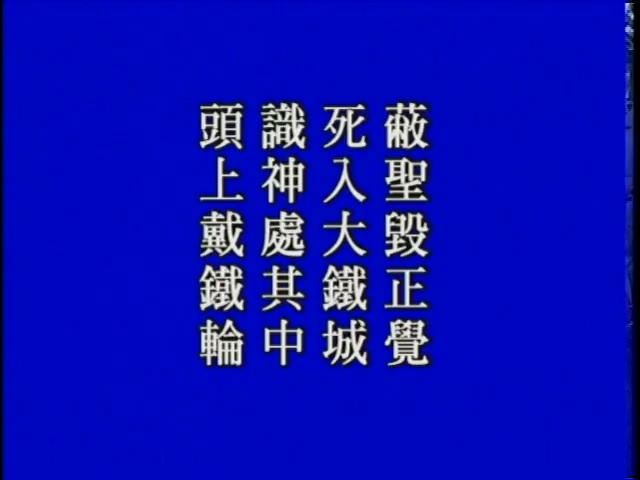 蔽聖毀正覺
死入大鐵城
識神處其中
頭上戴鐵輪